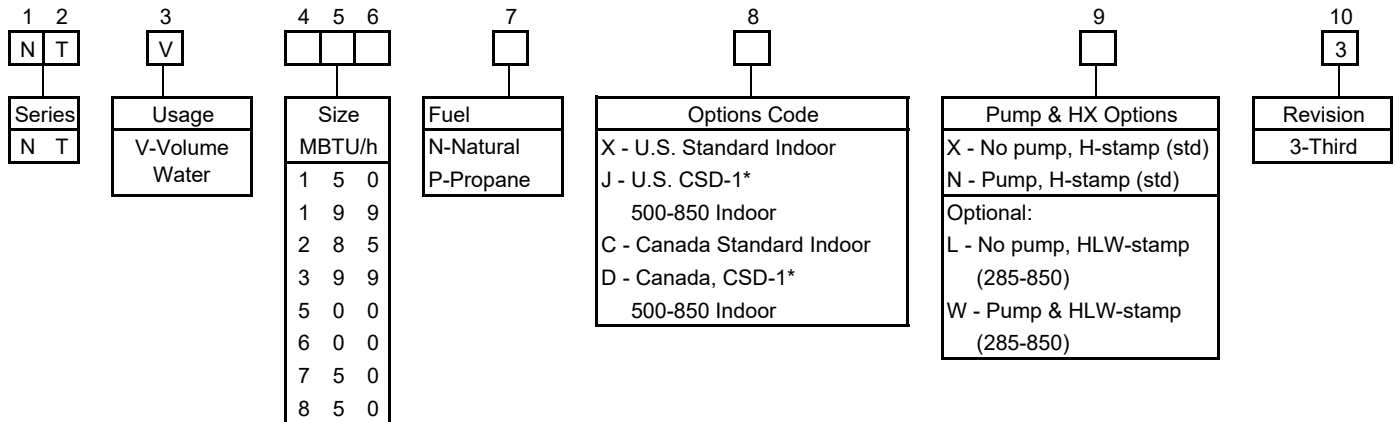 1 2 3 4 5 6 7 8 9 10
N T V 3
Series
N T
Usage
V-Volume
Water
Size
MBTU/h
1 5 0
1 9 9
2 8 5
3 9 9
5 0 0
6 0 0
7 5 0
8 5 0
Fuel
N-Natural
P-Propane
Options Code
X - U.S. Standard Indoor
J - U.S. CSD-1*
500-850 Indoor
C - Canada Standard Indoor
D - Canada, CSD-1*
500-850 Indoor
Pump & HX Options
X - No pump, H-stamp (std)
N - Pump, H-stamp (std)
Optional:
L - No pump, HLW-stamp
(285-850)
W - Pump & HLW-stamp
(285-850)
Revision
3-Third